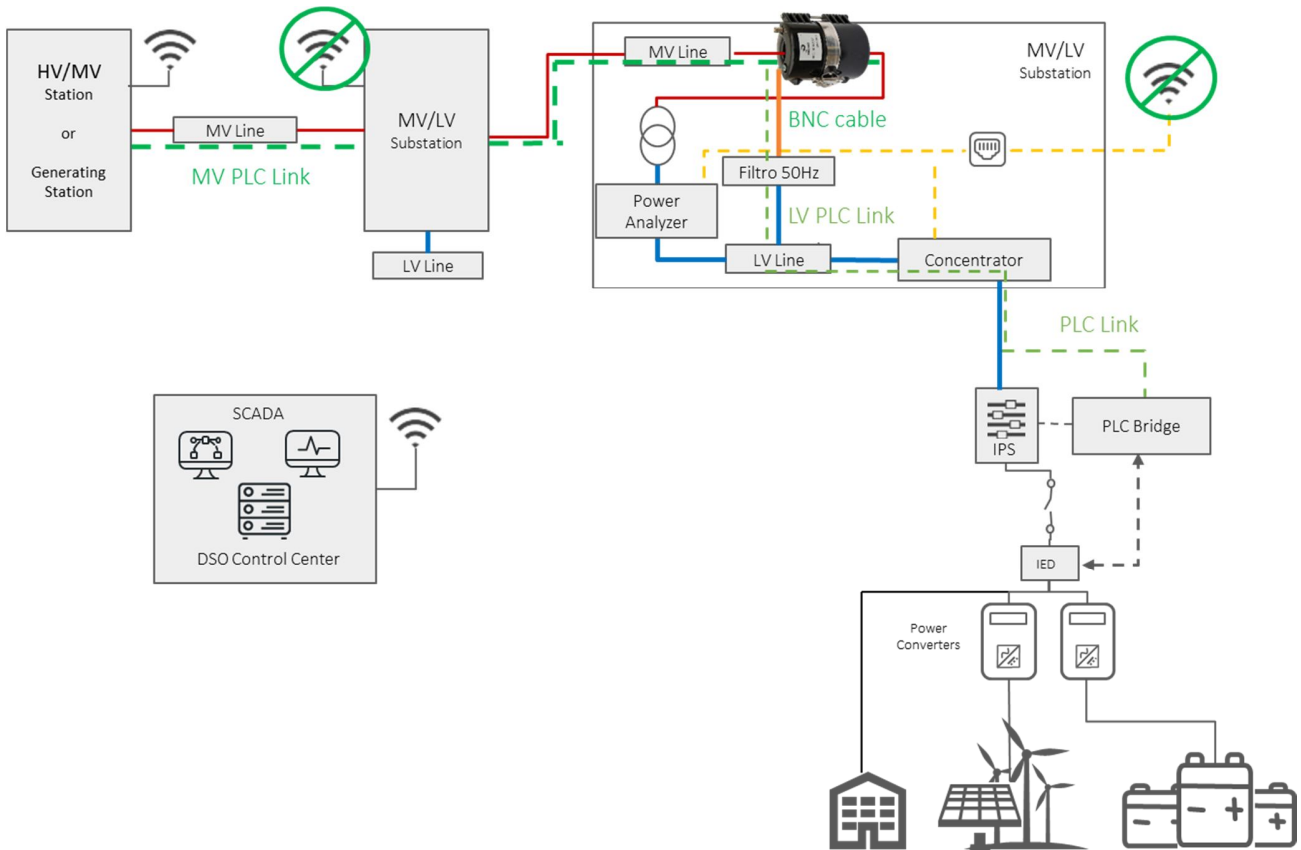 HV/MV
Station
or
Generating
Station
MV Line
MV PLC Link
MV/LV
Substation
LV Line
MV Line
MV/LV
Substation
BNC cable
Filtro 50Hz
Power
Analyzer
LV PLC Link
LV Line
Concentrator
PLC Link
SCADA
DSO Control Center
IPS
PLC Bridge
IED
Power
Converters